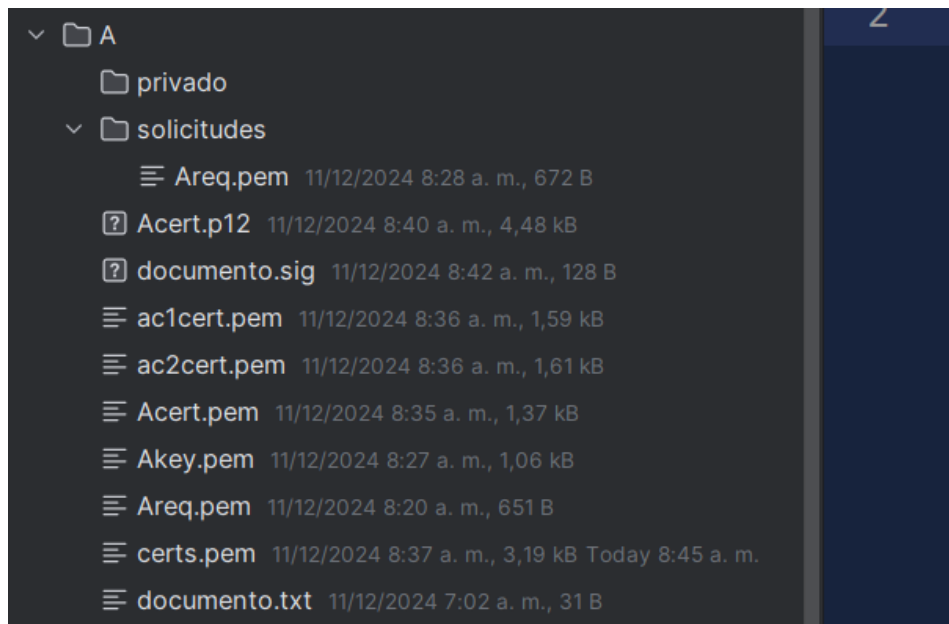 A
2
privado
solicitudes
Areq.pem 11/12/2024 8:28 a. m., 672 B
Acert.p12 11/12/2024 8:40 a. m., 4,48 kB
documento.sig 11/12/2024 8:42 a. m., 128 B
ac1cert.pem 11/12/2024 8:36 a. m., 1,59 kB
ac2cert.pem 11/12/2024 8:36 a. m., 1,61 kB
Acert.pem 11/12/2024 8:35 a. m., 1,37 kB
Akey.pem 11/12/2024 8:27 a. m., 1,06 kB
Areq.pem 11/12/2024 8:20 a. m., 651 B
certs.pem 11/12/2024 8:37 a. m., 3,19 kB Today 8:45 a. m.
documento.txt 11/12/2024 7:02 a. m., 31 B